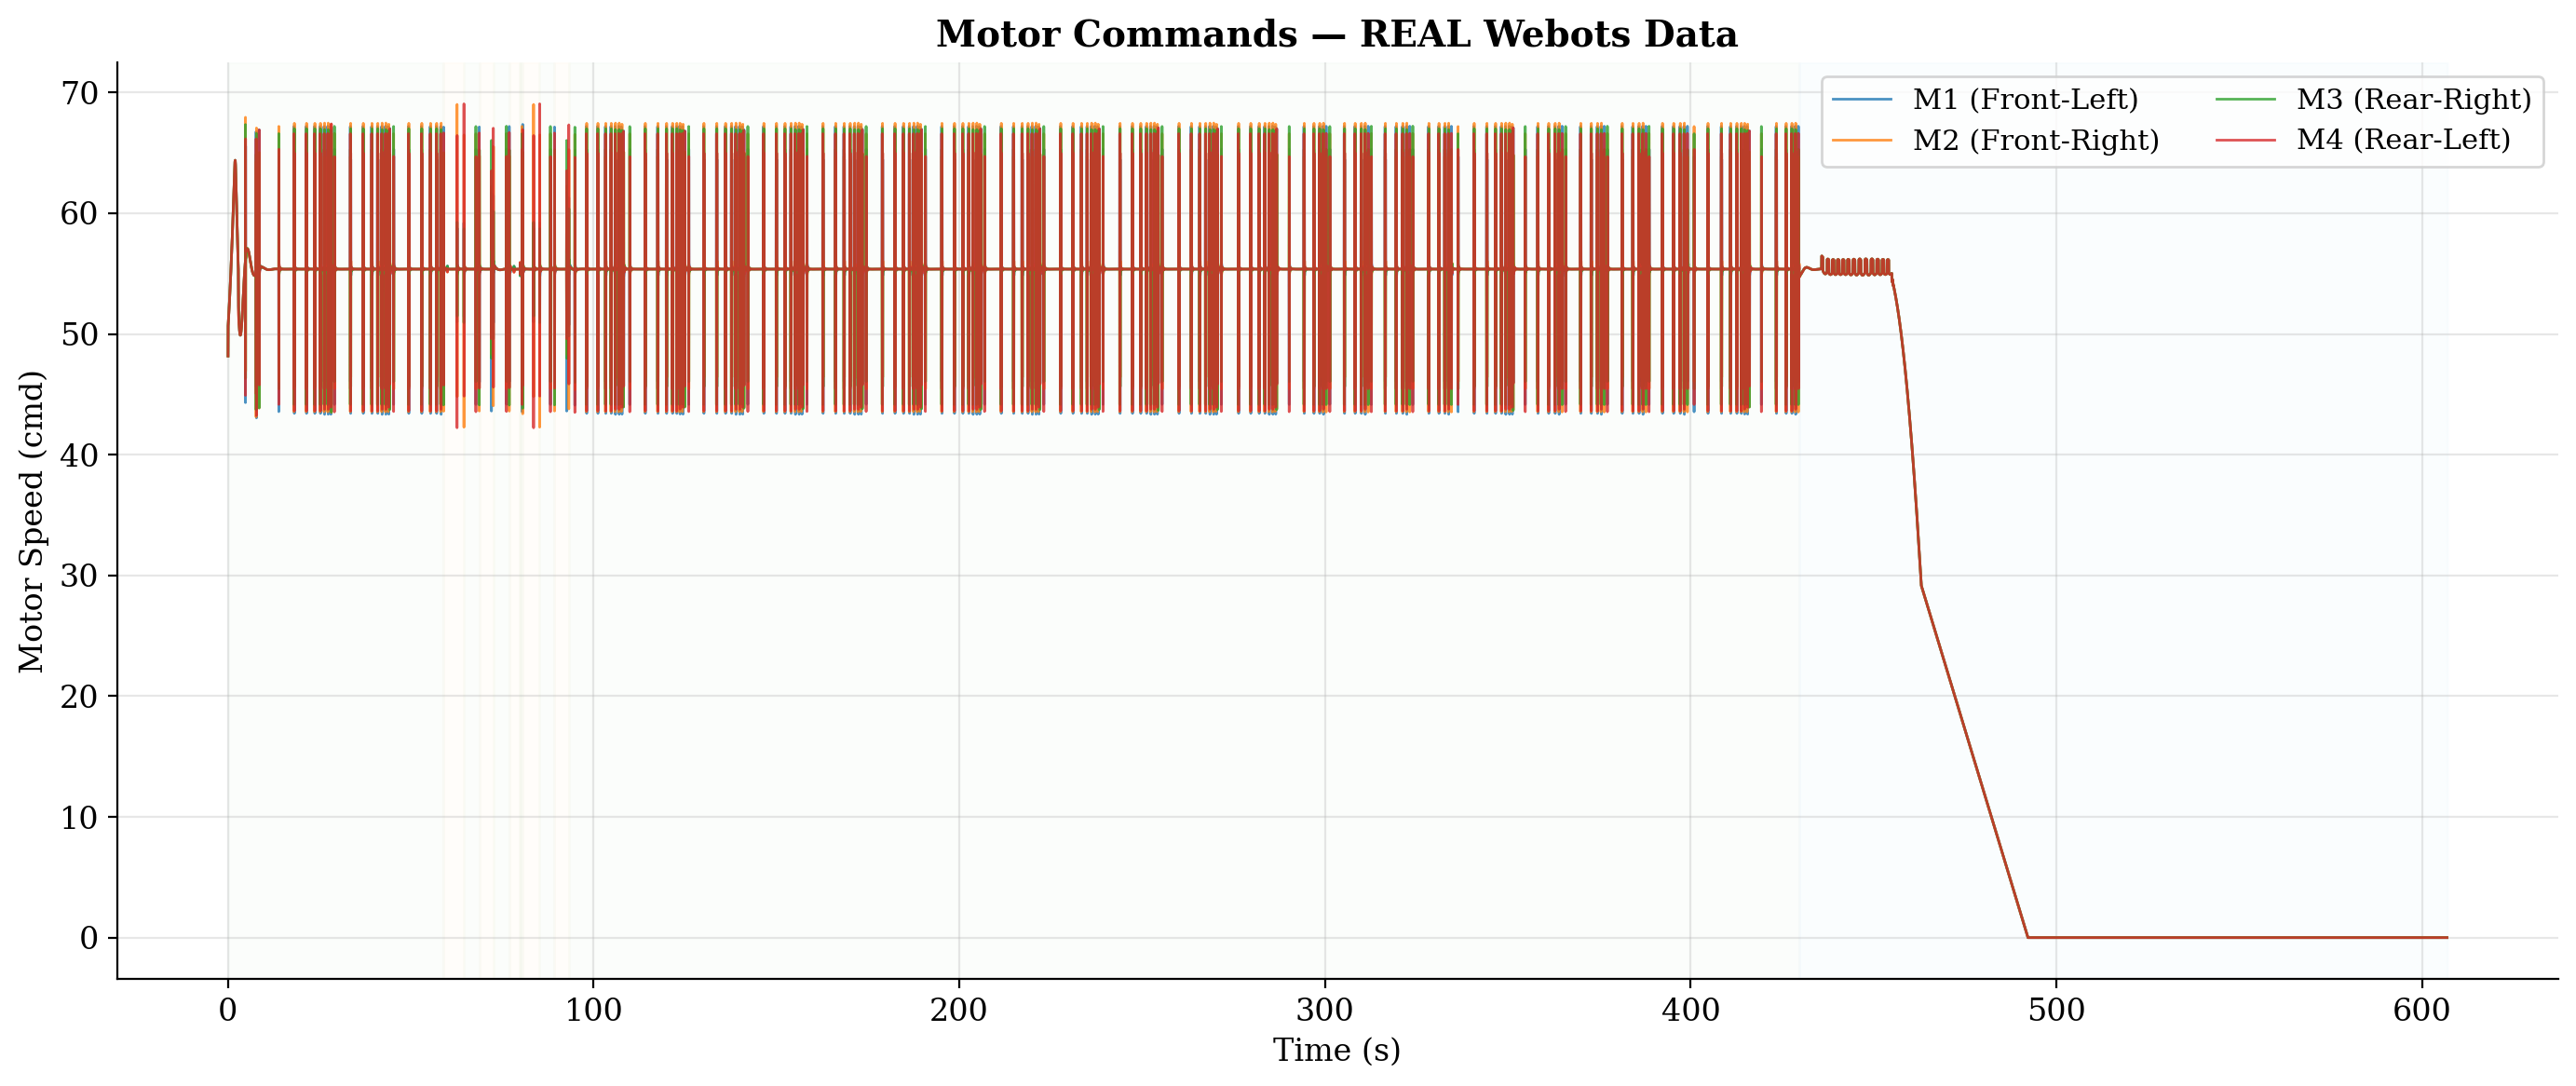 Motor Commands — REAL Webots Data
M1 (Front-Left)
M2 (Front-Right)
M3 (Rear-Right)
M4 (Rear-Left)
Motor Speed (cmd)
70
60
50
40
30
20
10
0
0 100 200 300 400 500 600
Time (s)